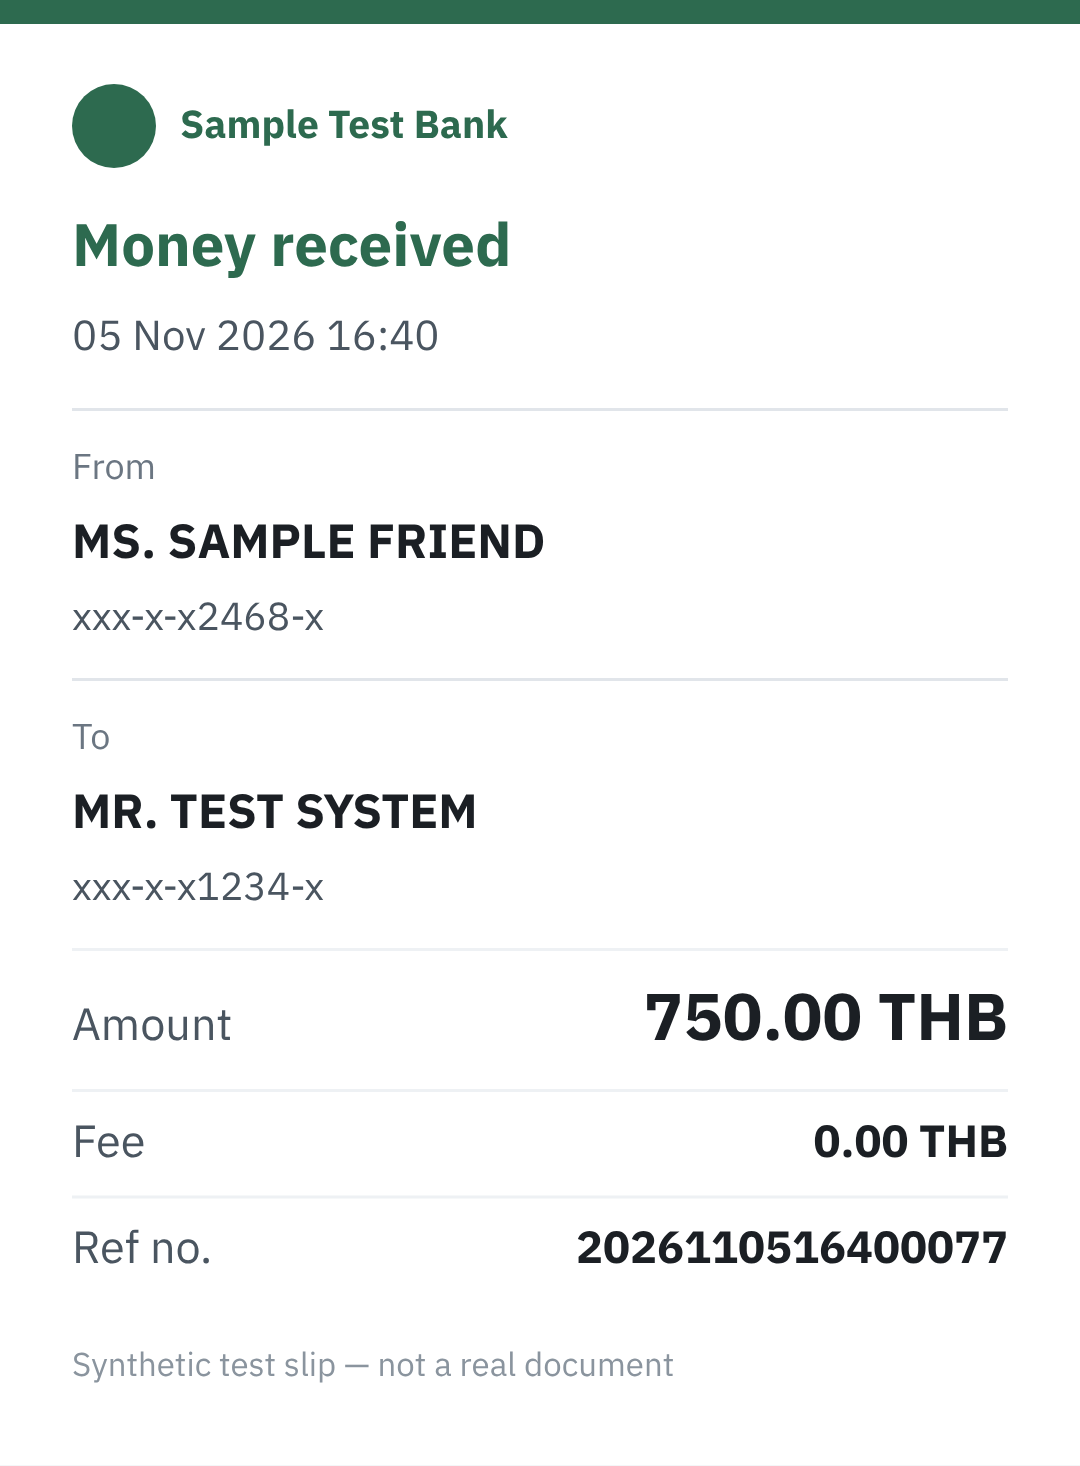 Sample Test Bank
Money received
05 Nov 2026 16:40
From
MS. SAMPLE FRIEND
xxx-x-x2468-x
To
MR. TEST SYSTEM
xxx-x-x1234-x
Amount 750.00 THB
Fee 0.00 THB
Ref no. 2026110516400077
Synthetic test slip — not a real document